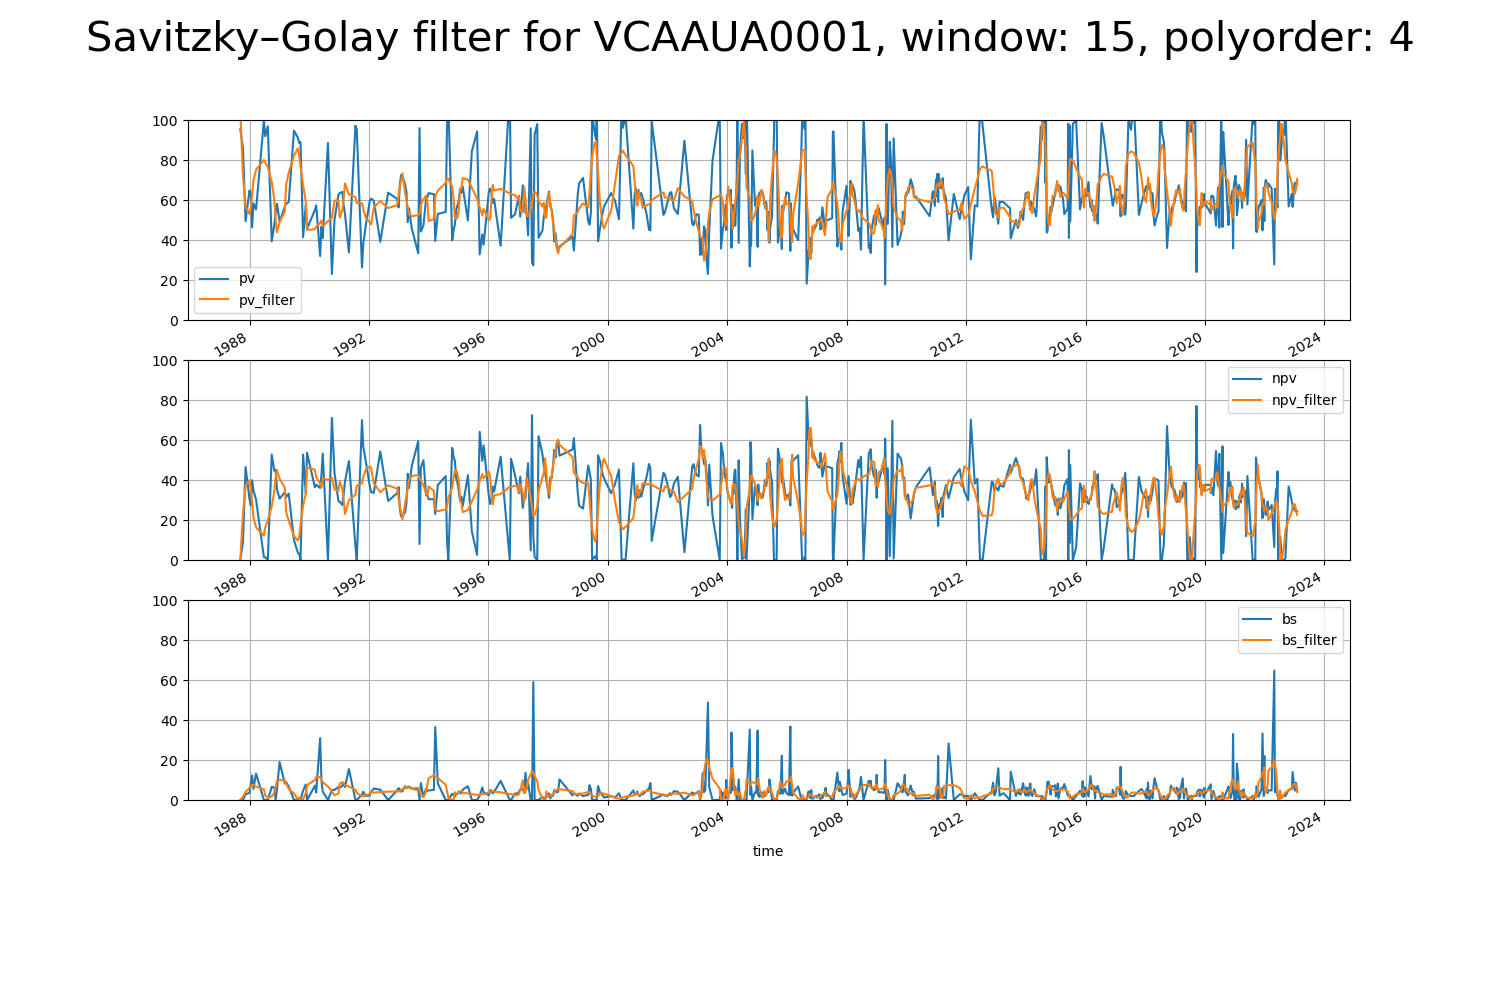 Savitzky–Golay filter for VCAAUA0001, window: 15, polyorder: 4
100
80
60
40
20
0
pv
pv_filter
1988 1992 1996 2000 2004 2008 2012 2016 2020 2024
100
80
60
40
20
0
npv
npv_filter
1988 1992 1996 2000 2004 2008 2012 2016 2020 2024
100
80
60
40
20
0
bs
bs_filter
1988 1992 1996 2000 2004 2008 2012 2016 2020 2024
time